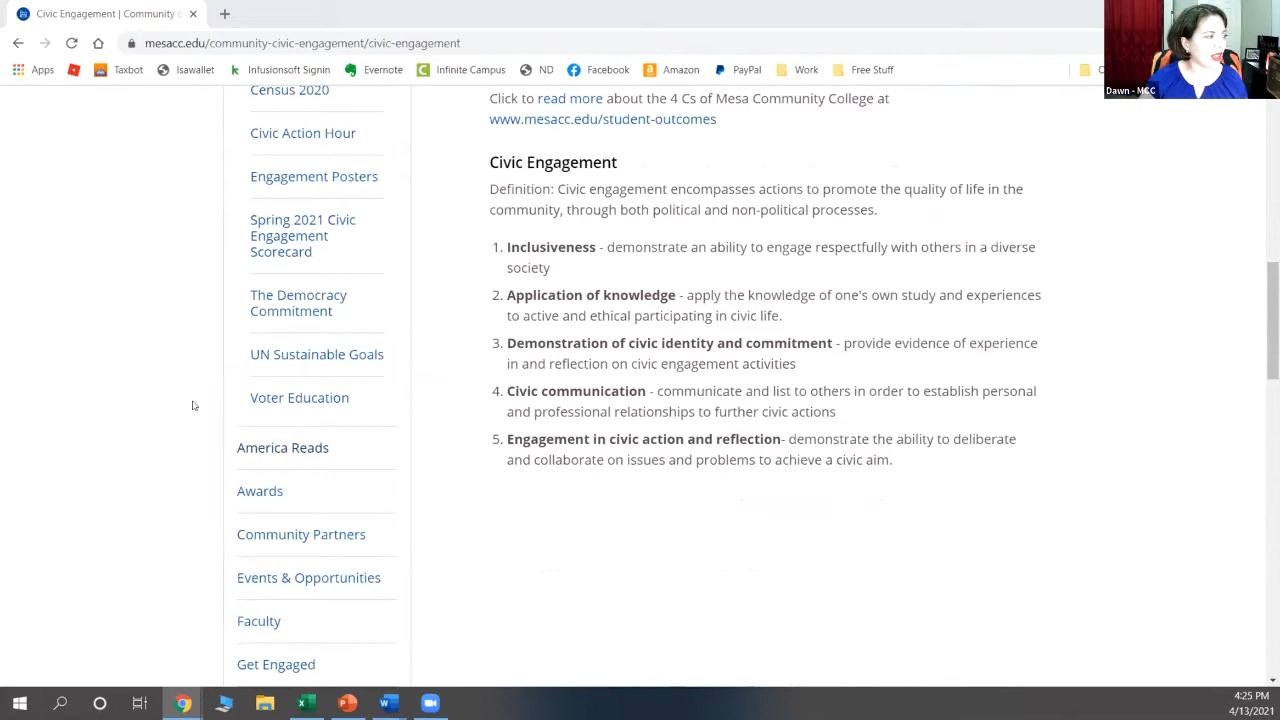 Civic Engagement | Community
mesacc.edu/community-civic-engagement/civic-engagement
Apps
Taxbot
Isawallet
Infusionsoft Signin
Evernote
Infinite Campus
ND
Facebook
Amazon
PayPal
Work
Free Stuff
Dawn - MCC
Census 2020
Civic Action Hour
Engagement Posters
Spring 2021 Civic
Engagement
Scorecard
The Democracy
Commitment
UN Sustainable Goals
Voter Education
America Reads
Awards
Community Partners
Events & Opportunities
Faculty
Get Engaged
Click to read more about the 4 Cs of Mesa Community College at
www.mesacc.edu/student-outcomes
Civic Engagement
Definition: Civic engagement encompasses actions to promote the quality of life in the
community, through both political and non-political processes.
1. Inclusiveness - demonstrate an ability to engage respectfully with others in a diverse
society
2. Application of knowledge - apply the knowledge of one's own study and experiences
to active and ethical participating in civic life.
3. Demonstration of civic identity and commitment - provide evidence of experience
in and reflection on civic engagement activities
4. Civic communication - communicate and list to others in order to establish personal
and professional relationships to further civic actions
5. Engagement in civic action and reflection- demonstrate the ability to deliberate
and collaborate on issues and problems to achieve a civic aim.
4:25 PM
4/13/2021